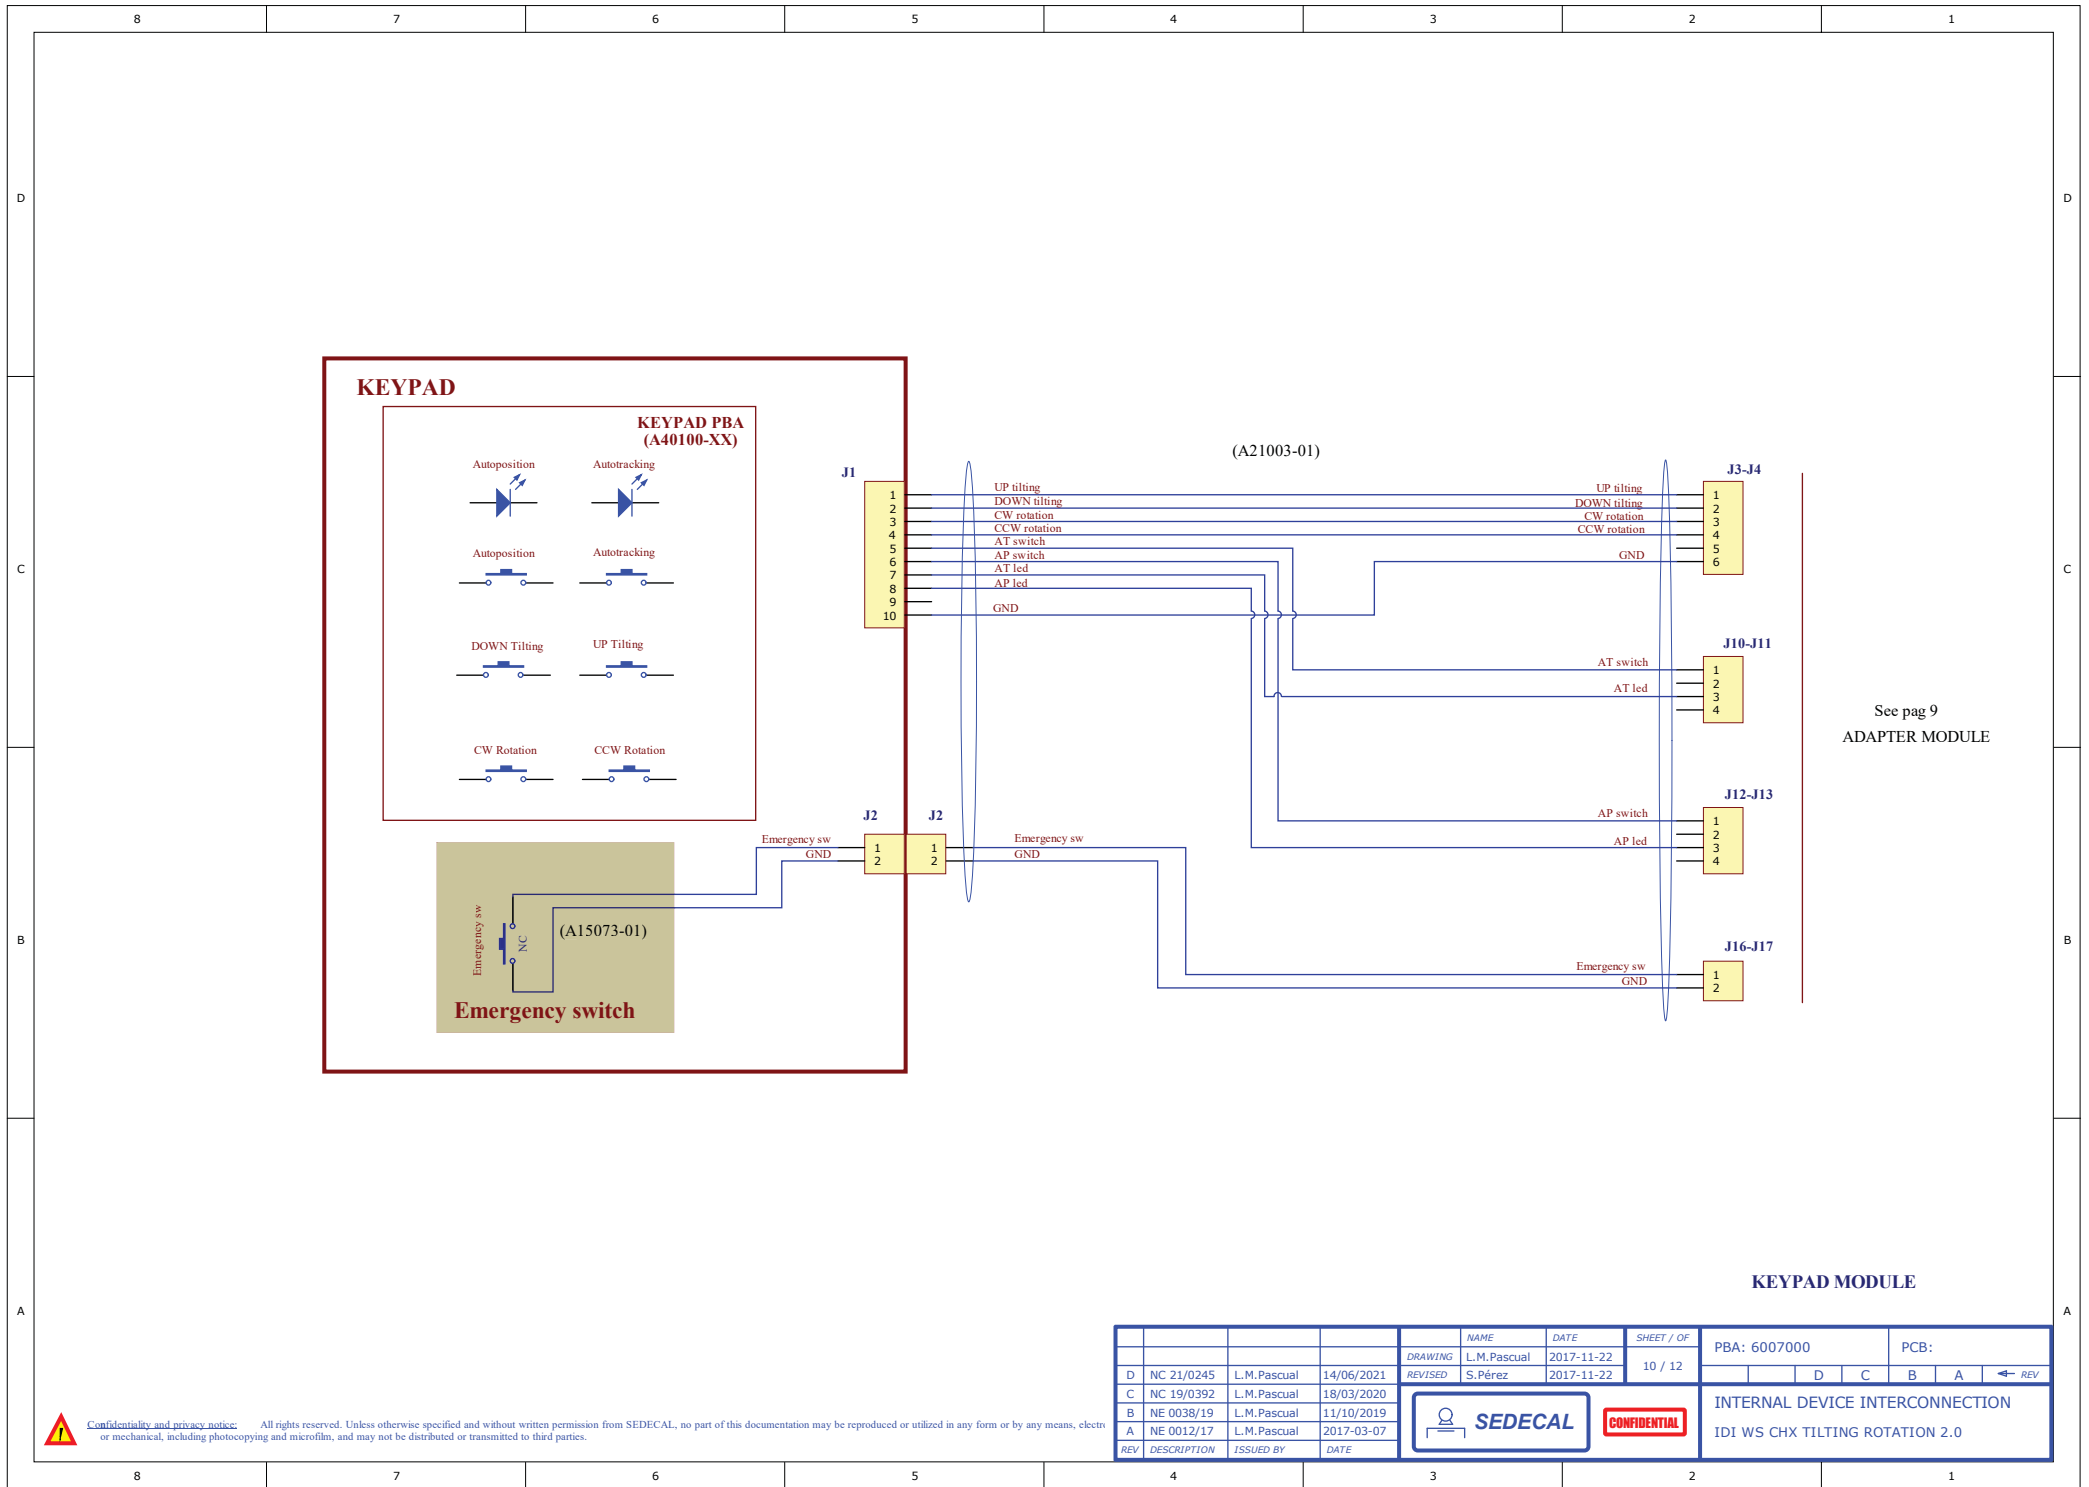 8 7 6 5 4 3 2 1
D
D
KEYPAD
KEYPAD PBA
(A40100-XX)
Autoposition
Autotracking
Autoposition
Autotracking
DOWN Tilting
UP Tilting
CW Rotation
CCW Rotation
Emergency sw
NC
(A15073-01)
Emergency switch
J1
1
2
3
4
5
6
7
8
9
10
UP tilting
DOWN tilting
CW rotation
CCW rotation
AT switch
AP switch
AT led
AP led
GND
(A21003-01)
J2
J2
Emergency sw
GND
1
2
1
2
Emergency sw
GND
J3-J4
UP tilting
DOWN tilting
CW rotation
CCW rotation
GND
1
2
3
4
5
6
J10-J11
AT switch
AT led
1
2
3
4
J12-J13
AP switch
AP led
1
2
3
4
J16-J17
Emergency sw
GND
1
2
See pag 9
ADAPTER MODULE
C
C
B
B
A
A
KEYPAD MODULE
Confidentiality and privacy notice: All rights reserved. Unless otherwise specified and without written permission from SEDECAL, no part of this documentation may be reproduced or utilized in any form or by any means, electro
or mechanical, including photocopying and microfilm, and may not be distributed or transmitted to third parties.
D NC 21/0245 L.M.Pascual 14/06/2021
C NC 19/0392 L.M.Pascual 18/03/2020
B NE 0038/19 L.M.Pascual 11/10/2019
A NE 0012/17 L.M.Pascual 2017-03-07
REV DESCRIPTION ISSUED BY DATE
NAME DATE
DRAWING L.M.Pascual 2017-11-22
REVISED S.Pérez 2017-11-22
SHEET / OF
10 / 12
SEDECAL
CONFIDENTIAL
PBA: 6007000
PCB:
D C B A REV
INTERNAL DEVICE INTERCONNECTION
IDI WS CHX TILTING ROTATION 2.0
8 7 6 5 4 3 2 1